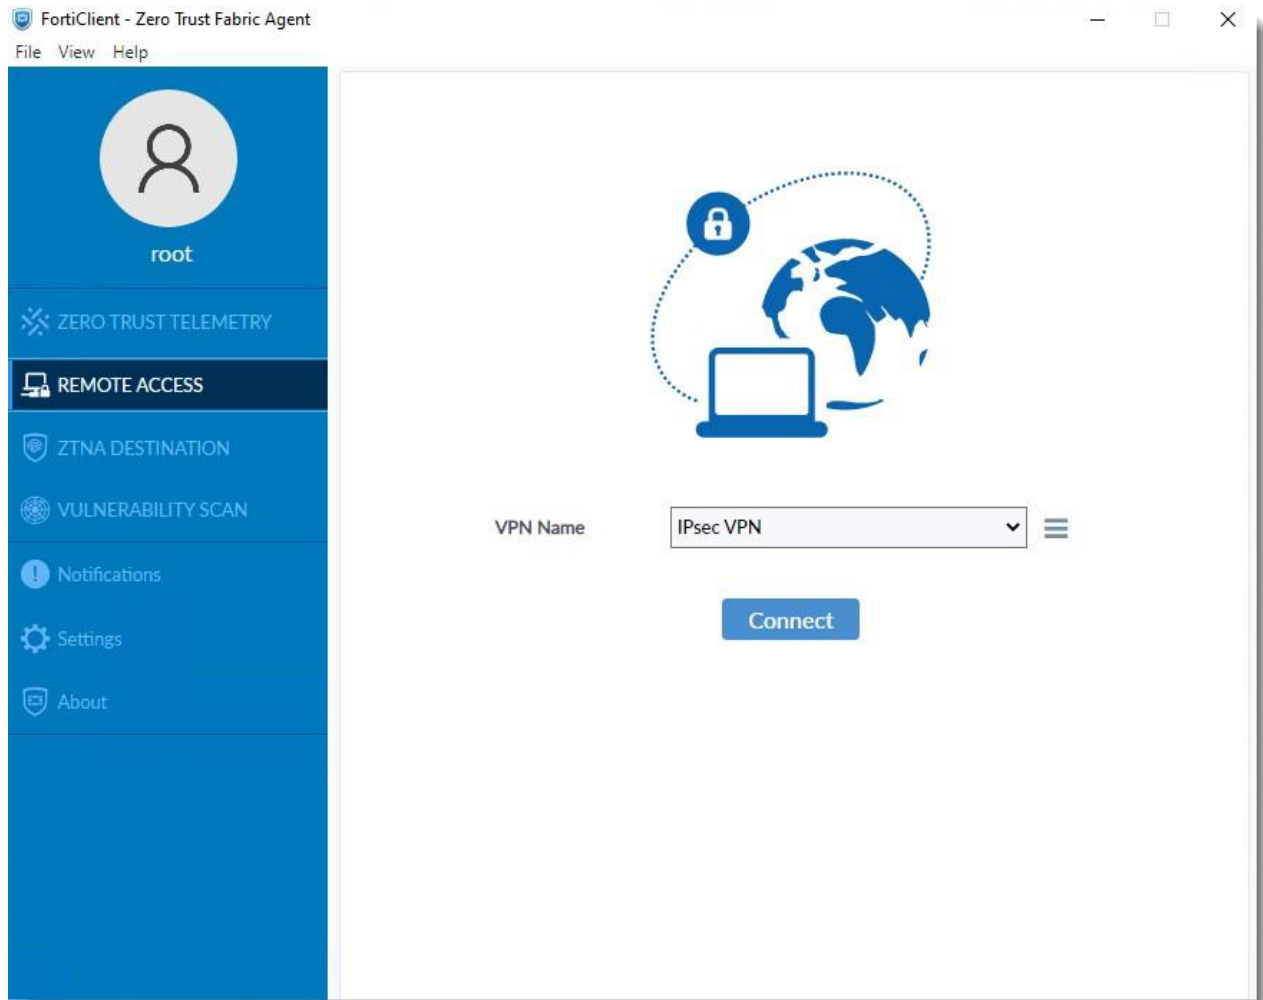 FortiClient - Zero Trust Fabric Agent
File View Help
root
ZERO TRUST TELEMETRY
REMOTE ACCESS
ZTNA DESTINATION
VULNERABILITY SCAN
Notifications
Settings
About
VPN Name IPsec VPN
Connect